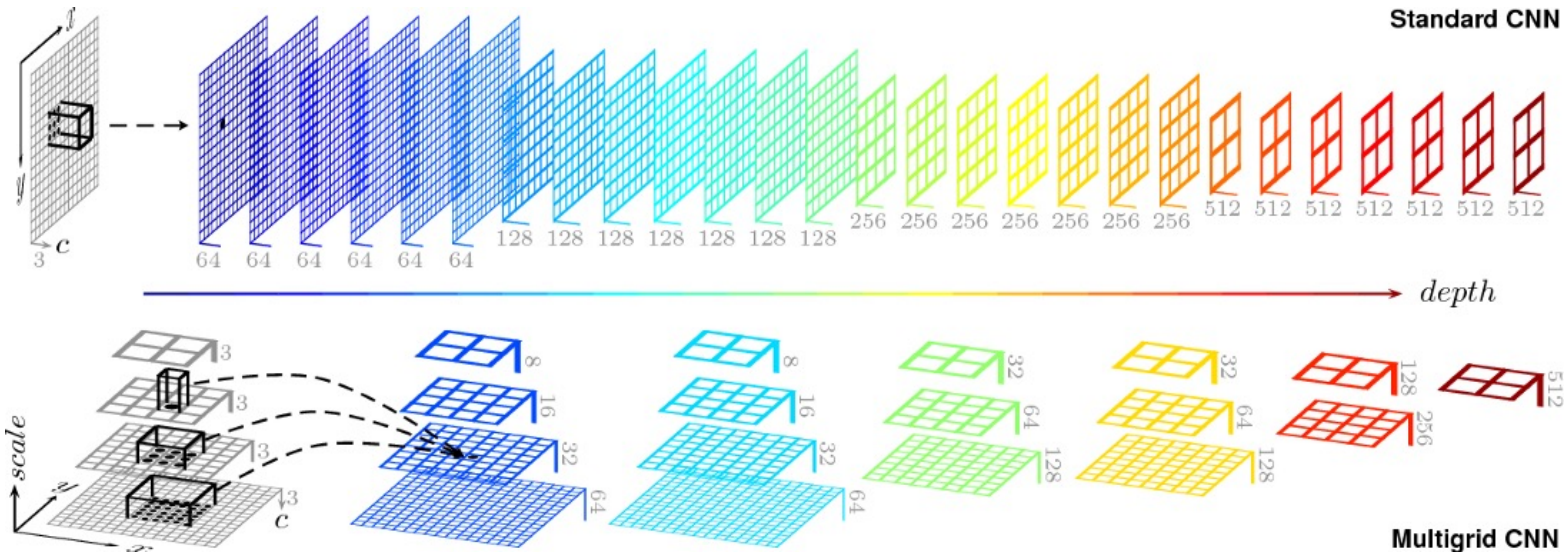 Standard CNN
x
y
3 c
64 64 64 64 64 64 128 128 128 128 128 128 128 256 256 256 256 256 256 256 512 512 512 512 512 512 512
depth
3 8 8 32 32 128 512
3 16 16 64 64 256
3 32 32 128 128
3 64 64
scale
y
c
x
Multigrid CNN